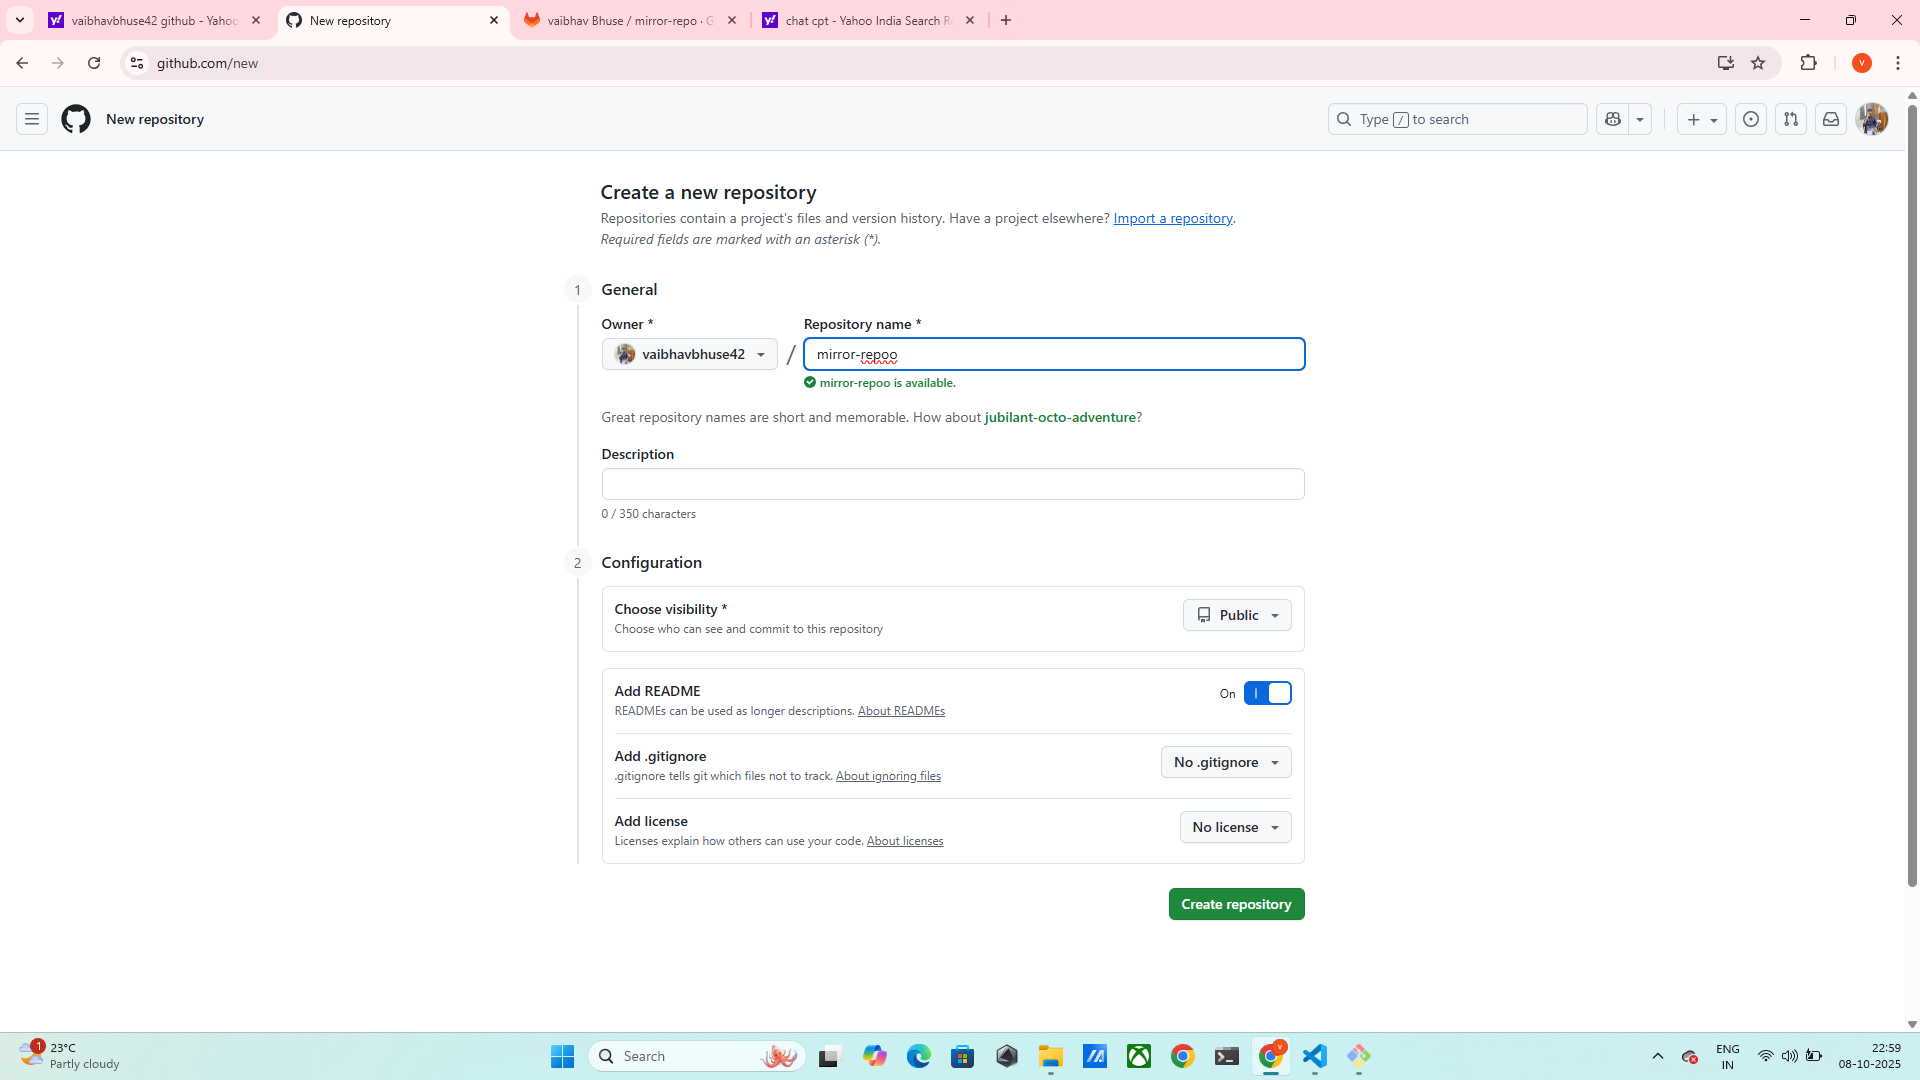 vaibhavbhuse42 github - Yahoo
New repository
vaibhav Bhuse / mirror-repo · G
chat cpt - Yahoo India Search Re
github.com/new
V
New repository
Type / to search
Create a new repository
Repositories contain a project's files and version history. Have a project elsewhere? Import a repository.
Required fields are marked with an asterisk (*).
1
General
Owner *
Repository name *
vaibhavbhuse42
/
mirror-repoo
mirror-repoo is available.
Great repository names are short and memorable. How about jubilant-octo-adventure?
Description
0 / 350 characters
2
Configuration
Choose visibility *
Choose who can see and commit to this repository
Public
Add README
READMEs can be used as longer descriptions. About READMEs
On
Add .gitignore
.gitignore tells git which files not to track. About ignoring files
No .gitignore
Add license
Licenses explain how others can use your code. About licenses
No license
Create repository
1
23°C
Partly cloudy
Search
ENG
IN
22:59
08-10-2025